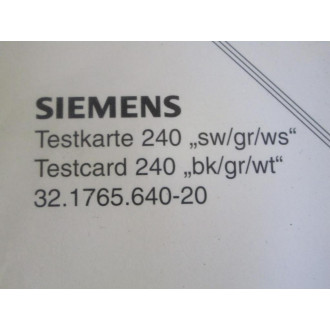 SIEMENS
Testkarte 240 „sw/gr/ws“
Testcard 240 „bk/gr/wt“
32.1765.640-20